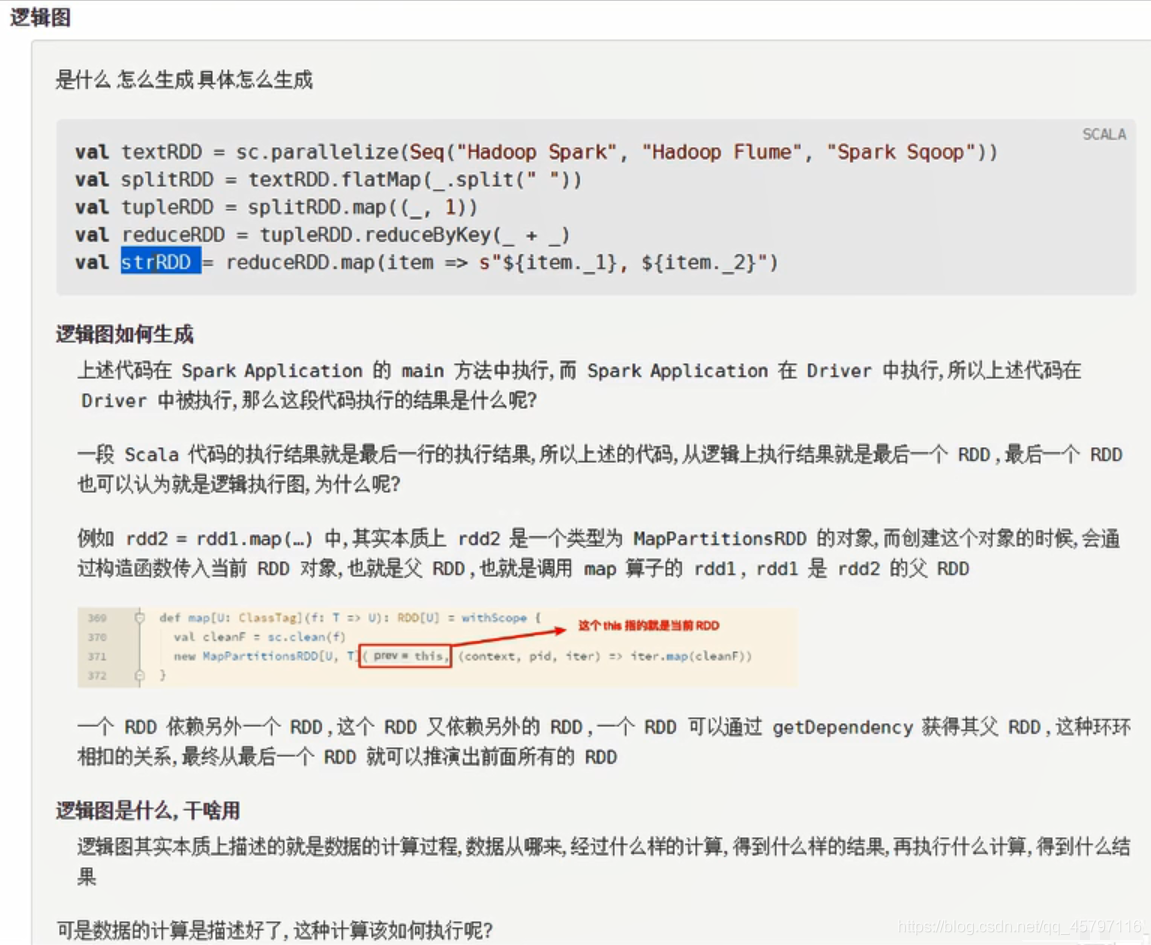 逻辑图
是什么 怎么生成 具体怎么生成
SCALA
val textRDD = sc.parallelize(Seq("Hadoop Spark", "Hadoop Flume", "Spark Sqoop"))
val splitRDD = textRDD.flatMap(_.split(" "))
val tupleRDD = splitRDD.map((_, 1))
val reduceRDD = tupleRDD.reduceByKey(_ + _)
val strRDD = reduceRDD.map(item => s"${item._1}, ${item._2}")
逻辑图如何生成
上述代码在 Spark Application 的 main 方法中执行,而 Spark Application 在 Driver 中执行,所以上述代码在
Driver 中被执行,那么这段代码执行的结果是什么呢?
一段 Scala 代码的执行结果就是最后一行的执行结果,所以上述的代码,从逻辑上执行结果就是最后一个 RDD,最后一个 RDD
也可以认为就是逻辑执行图,为什么呢?
例如 rdd2 = rdd1.map(…) 中,其实本质上 rdd2 是一个类型为 MapPartitionsRDD 的对象,而创建这个对象的时候,会通
过构造函数传入当前 RDD 对象,也就是父 RDD,也就是调用 map 算子的 rdd1, rdd1 是 rdd2 的父 RDD
369 def map[U: ClassTag](f: T => U): RDD[U] = withScope {
这个this 指的就是当前RDD
370 val cleanF = sc.clean(f)
371 new MapPartitionsRDD[U, T]( prev = this, (context, pid, iter) => iter.map(cleanF))
372 }
一个 RDD 依赖另外一个 RDD,这个 RDD 又依赖另外的 RDD,一个 RDD 可以通过 getDependency 获得其父 RDD,这种环环
相扣的关系,最终从最后一个 RDD 就可以推演出前面所有的 RDD
逻辑图是什么,干啥用
逻辑图其实本质上描述的就是数据的计算过程,数据从哪来,经过什么样的计算,得到什么样的结果,再执行什么计算,得到什么结
果
可是数据的计算是描述好了,这种计算该如何执行呢?
https://blog.csdn.net/qq_45797116